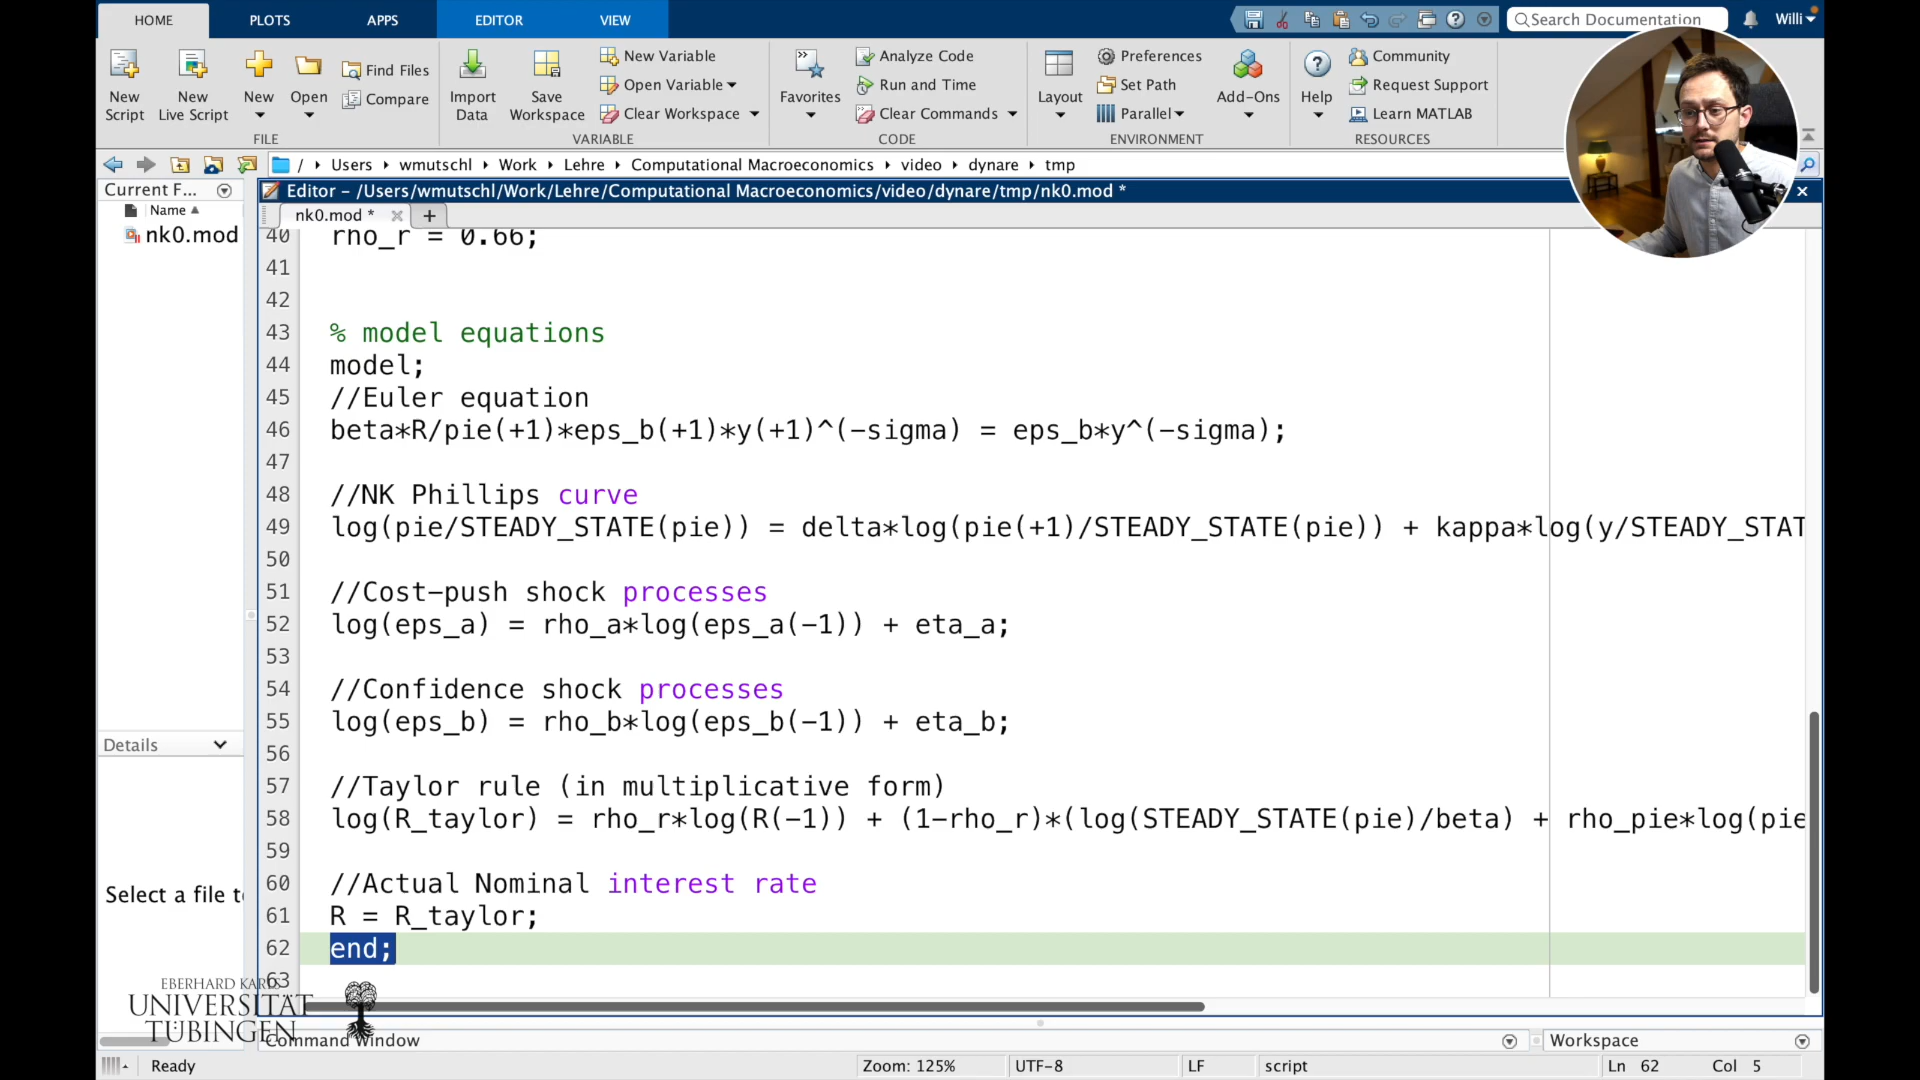 HOME
PLOTS
APPS
EDITOR
VIEW
Search Documentation
Willi
New Script
New Live Script
New
Open
Find Files
Compare
FILE
Import Data
Save Workspace
New Variable
Open Variable
Clear Workspace
VARIABLE
Favorites
Analyze Code
Run and Time
Clear Commands
CODE
Layout
Preferences
Set Path
Parallel
Add-Ons
ENVIRONMENT
Help
Community
Request Support
Learn MATLAB
RESOURCES
/ Users wmutschl Work Lehre Computational Macroeconomics video dynare tmp
Current F...
Name
nk0.mod
Editor - /Users/wmutschl/Work/Lehre/Computational Macroeconomics/video/dynare/tmp/nk0.mod *
nk0.mod *
40 rho_r = 0.66;
41
42
43 % model equations
44 model;
45 //Euler equation
46 beta*R/pie(+1)*eps_b(+1)*y(+1)^(-sigma) = eps_b*y^(-sigma);
47
48 //NK Phillips curve
49 log(pie/STEADY_STATE(pie)) = delta*log(pie(+1)/STEADY_STATE(pie)) + kappa*log(y/STEADY_STAT
50
51 //Cost-push shock processes
52 log(eps_a) = rho_a*log(eps_a(-1)) + eta_a;
53
54 //Confidence shock processes
55 log(eps_b) = rho_b*log(eps_b(-1)) + eta_b;
56
57 //Taylor rule (in multiplicative form)
58 log(R_taylor) = rho_r*log(R(-1)) + (1-rho_r)*(log(STEADY_STATE(pie)/beta) + rho_pie*log(pie
59
60 //Actual Nominal interest rate
61 R = R_taylor;
62 end;
63
Details
Select a file to
EBERHARD KARLS
UNIVERSITÄT
TÜBINGEN
Command Window
Workspace
Ready
Zoom: 125%
UTF-8
LF
script
Ln 62
Col 5